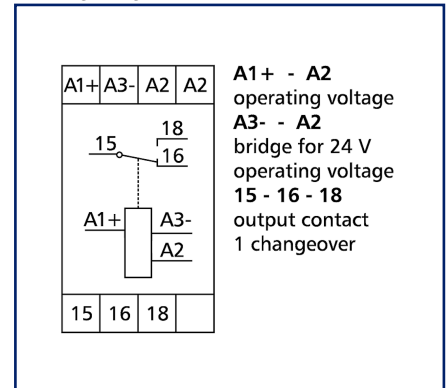 A1+ A3- A2 A2
15 18
16
A1+ A3-
A2
15 16 18
A1+ - A2
operating voltage
A3- - A2
bridge for 24 V
operating voltage
15 - 16 - 18
output contact
1 changeover